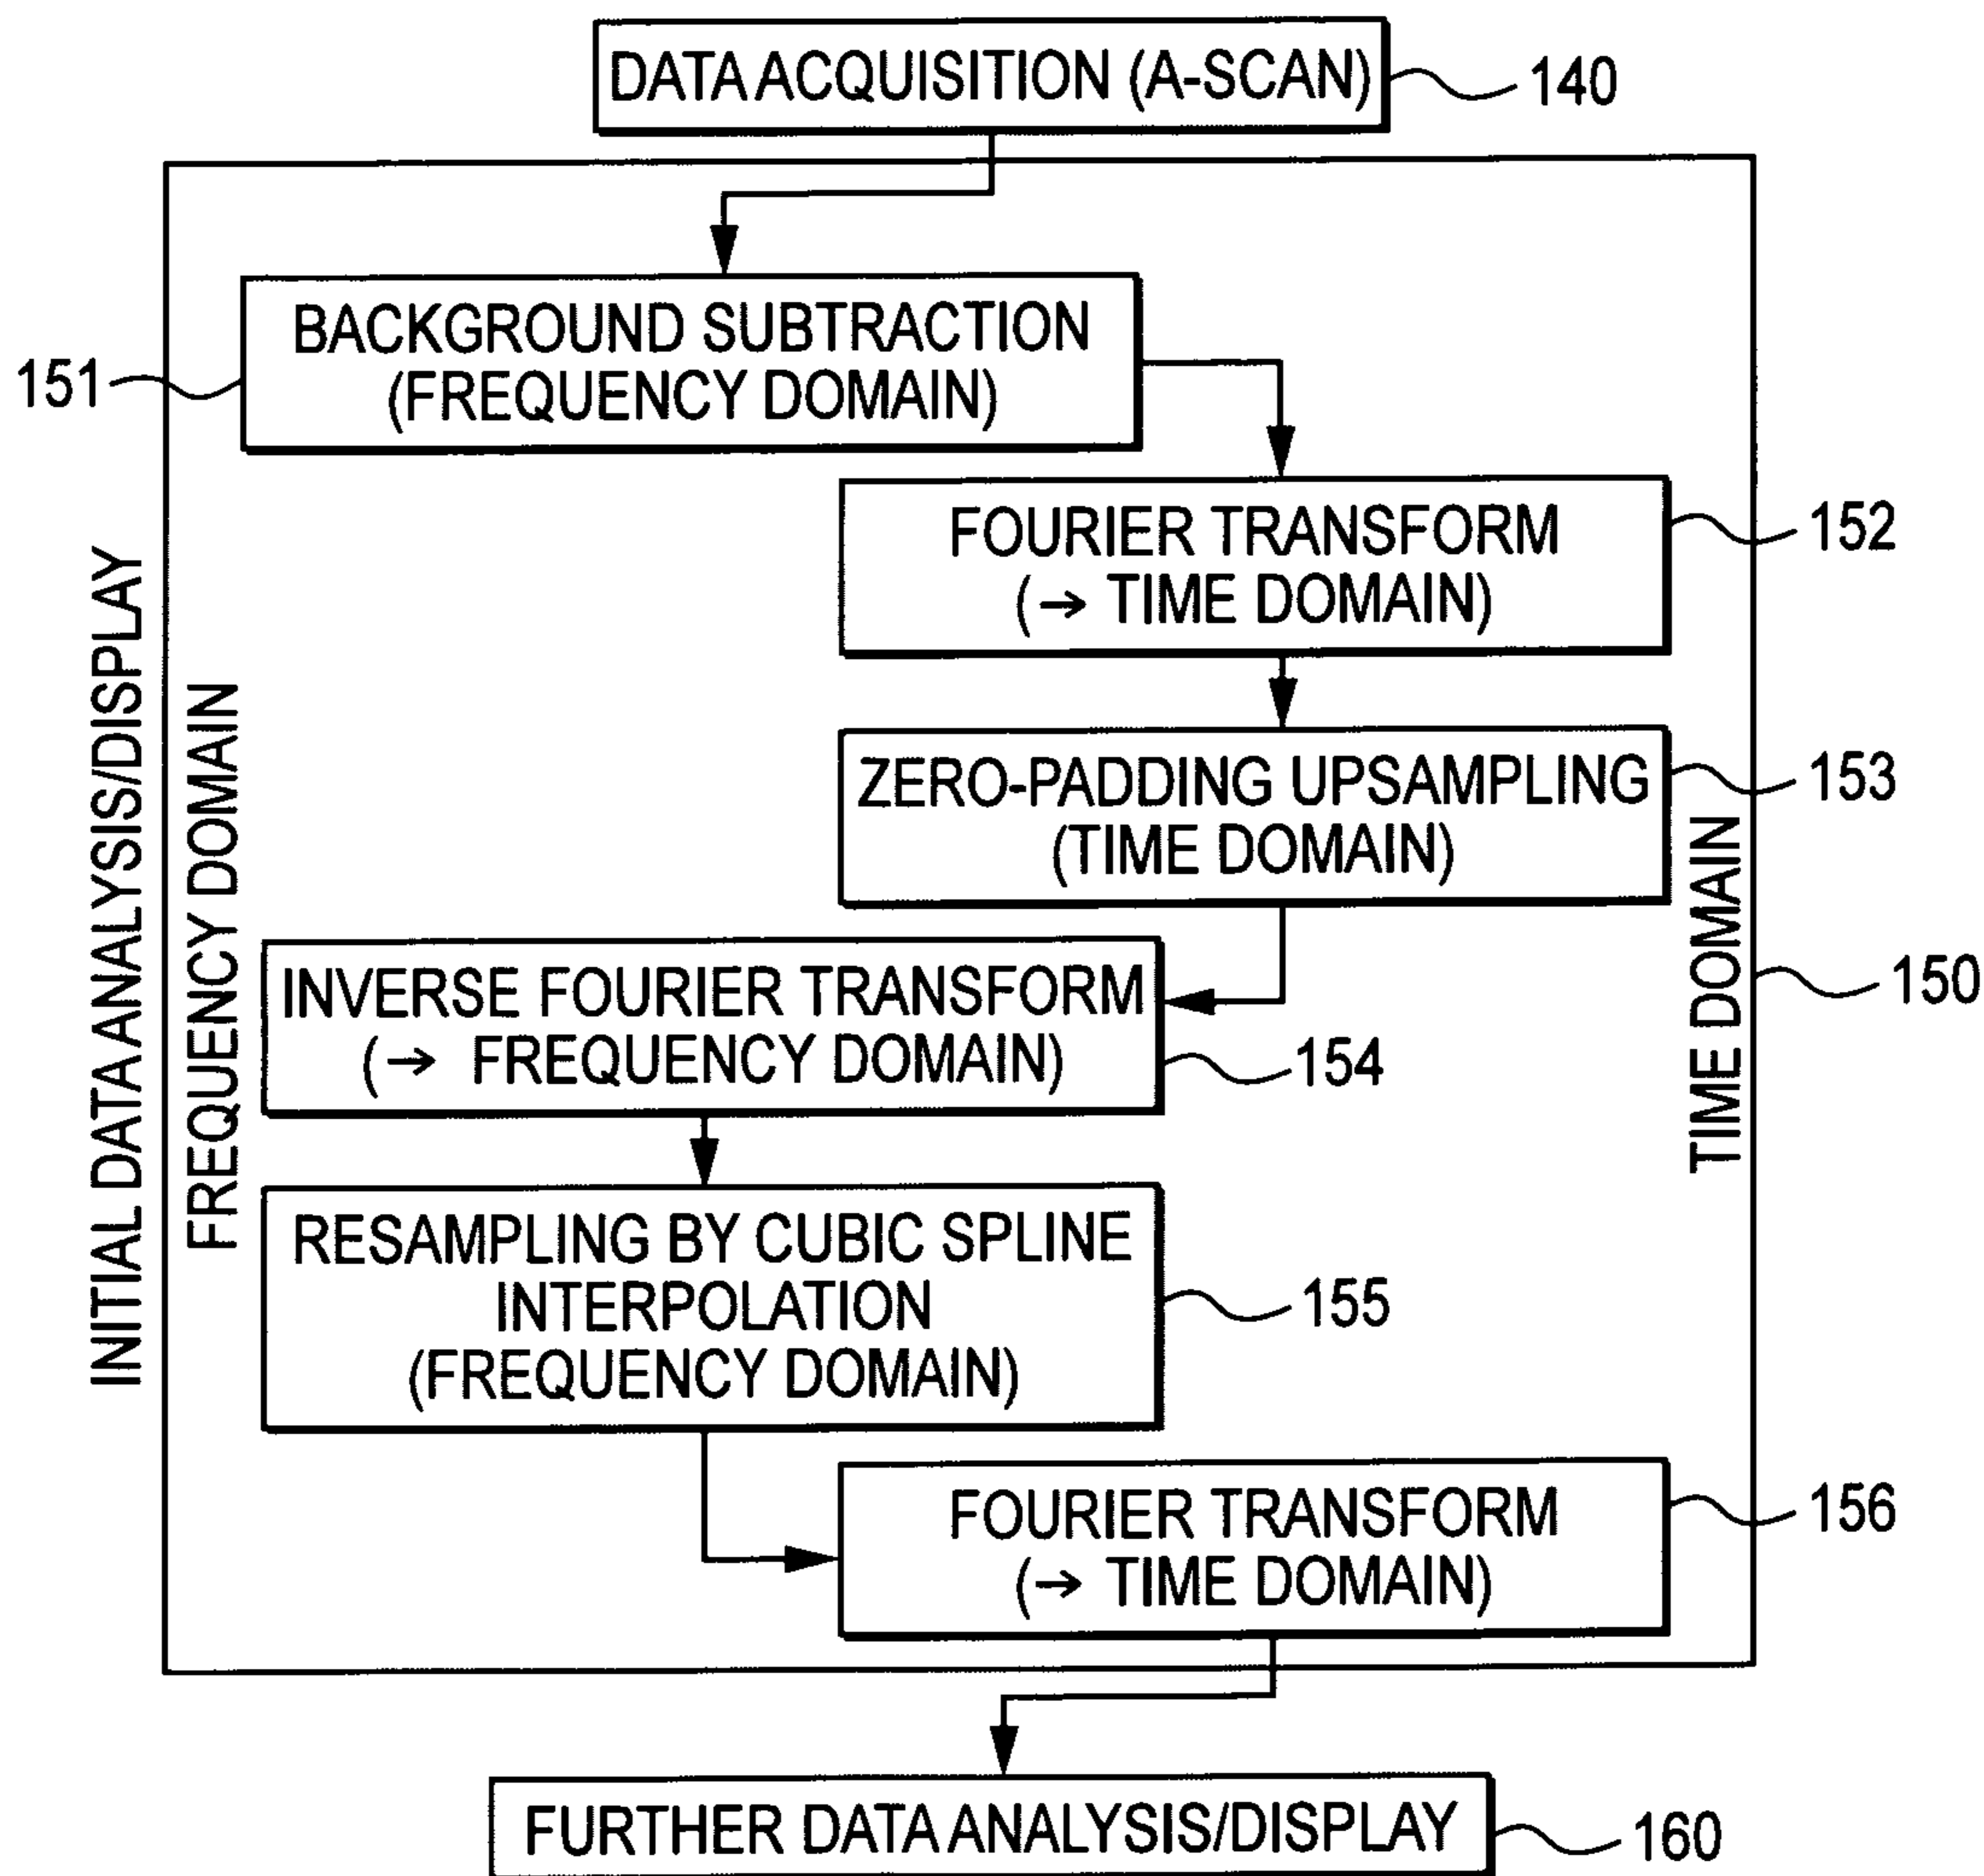 DATA ACQUISITION (A-SCAN)
140
BACKGROUND SUBTRACTION
(FREQUENCY DOMAIN)
151
FOURIER TRANSFORM
(→ TIME DOMAIN)
152
ZERO-PADDING UPSAMPLING
(TIME DOMAIN)
153
INVERSE FOURIER TRANSFORM
(→ FREQUENCY DOMAIN)
154
RESAMPLING BY CUBIC SPLINE
INTERPOLATION
(FREQUENCY DOMAIN)
155
FOURIER TRANSFORM
(→ TIME DOMAIN)
156
INITIAL DATA ANALYSIS/DISPLAY
FREQUENCY DOMAIN
TIME DOMAIN
150
FURTHER DATA ANALYSIS/DISPLAY
160